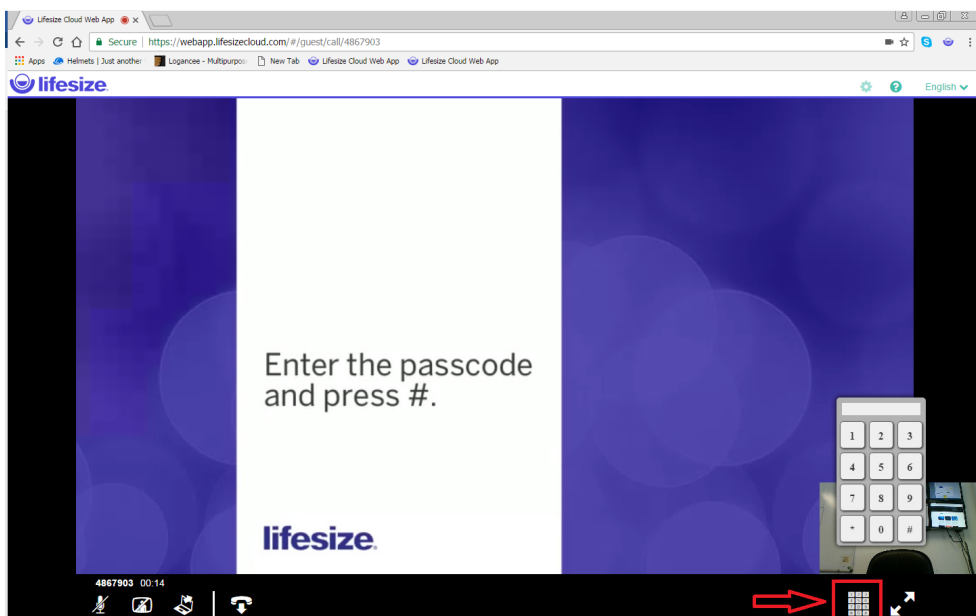 Lifesize Cloud Web App
Secure | https://webapp.lifesizecloud.com/#/guest/call/4867903
Apps Helmets | Just another Logancee - Multipurpos New Tab Lifesize Cloud Web App Lifesize Cloud Web App
lifesize
English
Enter the passcode
and press #.
1 2 3
4 5 6
7 8 9
* 0 #
lifesize
4867903 00:14